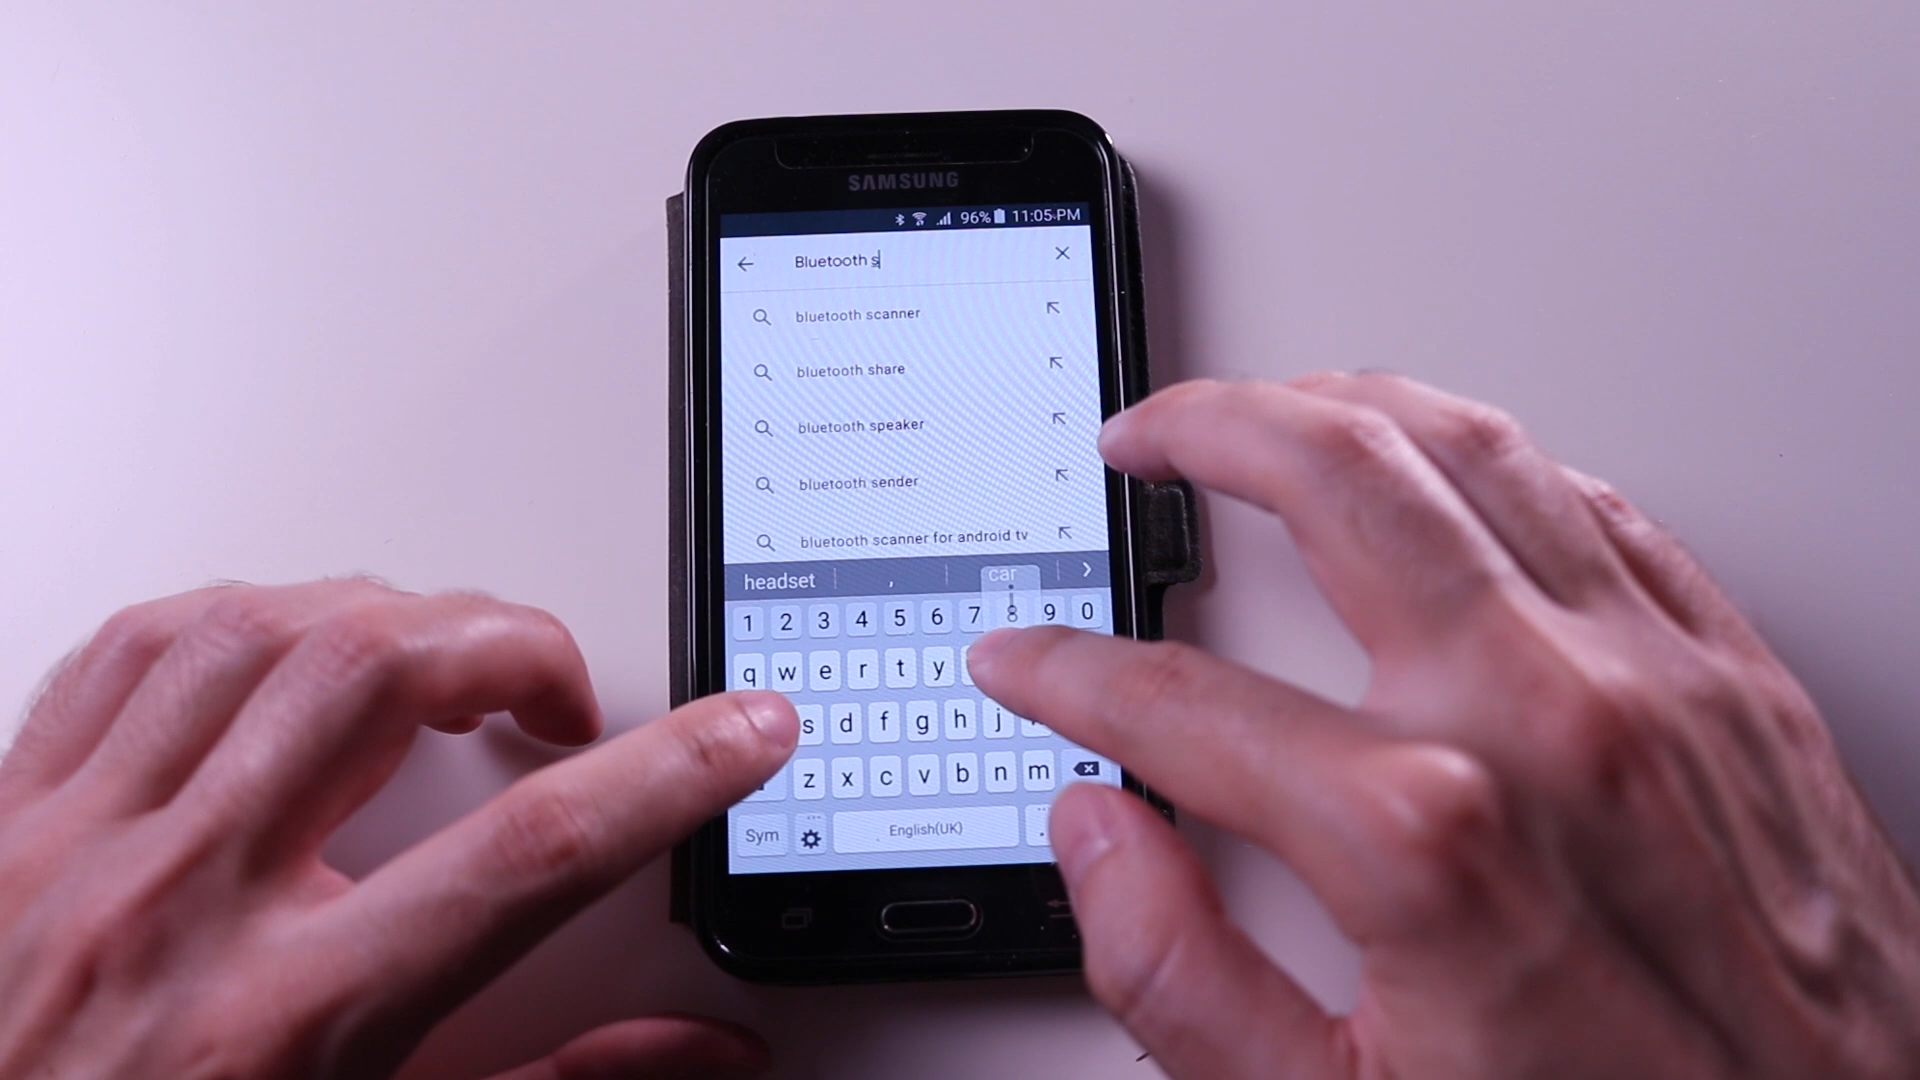 SAMSUNG
96% 11:05 PM
Bluetooth s
bluetooth scanner
bluetooth share
bluetooth speaker
bluetooth sender
bluetooth scanner for android tv
headset , car
i
1 2 3 4 5 6 7 8 9 0
q w e r t y
s d f g h j
z x c v b n m
Sym English(UK) .